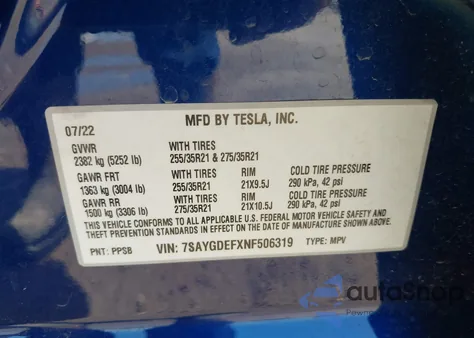 MFD BY TESLA, INC.
07/22
GVWR WITH TIRES
2382 kg (5252 lb) 255/35R21 & 275/35R21
GAWR FRT WITH TIRES RIM COLD TIRE PRESSURE
1363 kg (3004 lb) 255/35R21 21X9.5J 290 kPa, 42 psi
GAWR RR WITH TIRES RIM COLD TIRE PRESSURE
1500 kg (3306 lb) 275/35R21 21X10.5J 290 kPa, 42 psi
THIS VEHICLE CONFORMS TO ALL APPLICABLE U.S. FEDERAL MOTOR VEHICLE SAFETY AND
THEFT PREVENTION STANDARDS IN EFFECT ON THE DATE OF MANUFACTURE SHOWN ABOVE.
PNT: PPSB VIN: 7SAYGDEFXNF506319 TYPE: MPV
autoShop
Powered